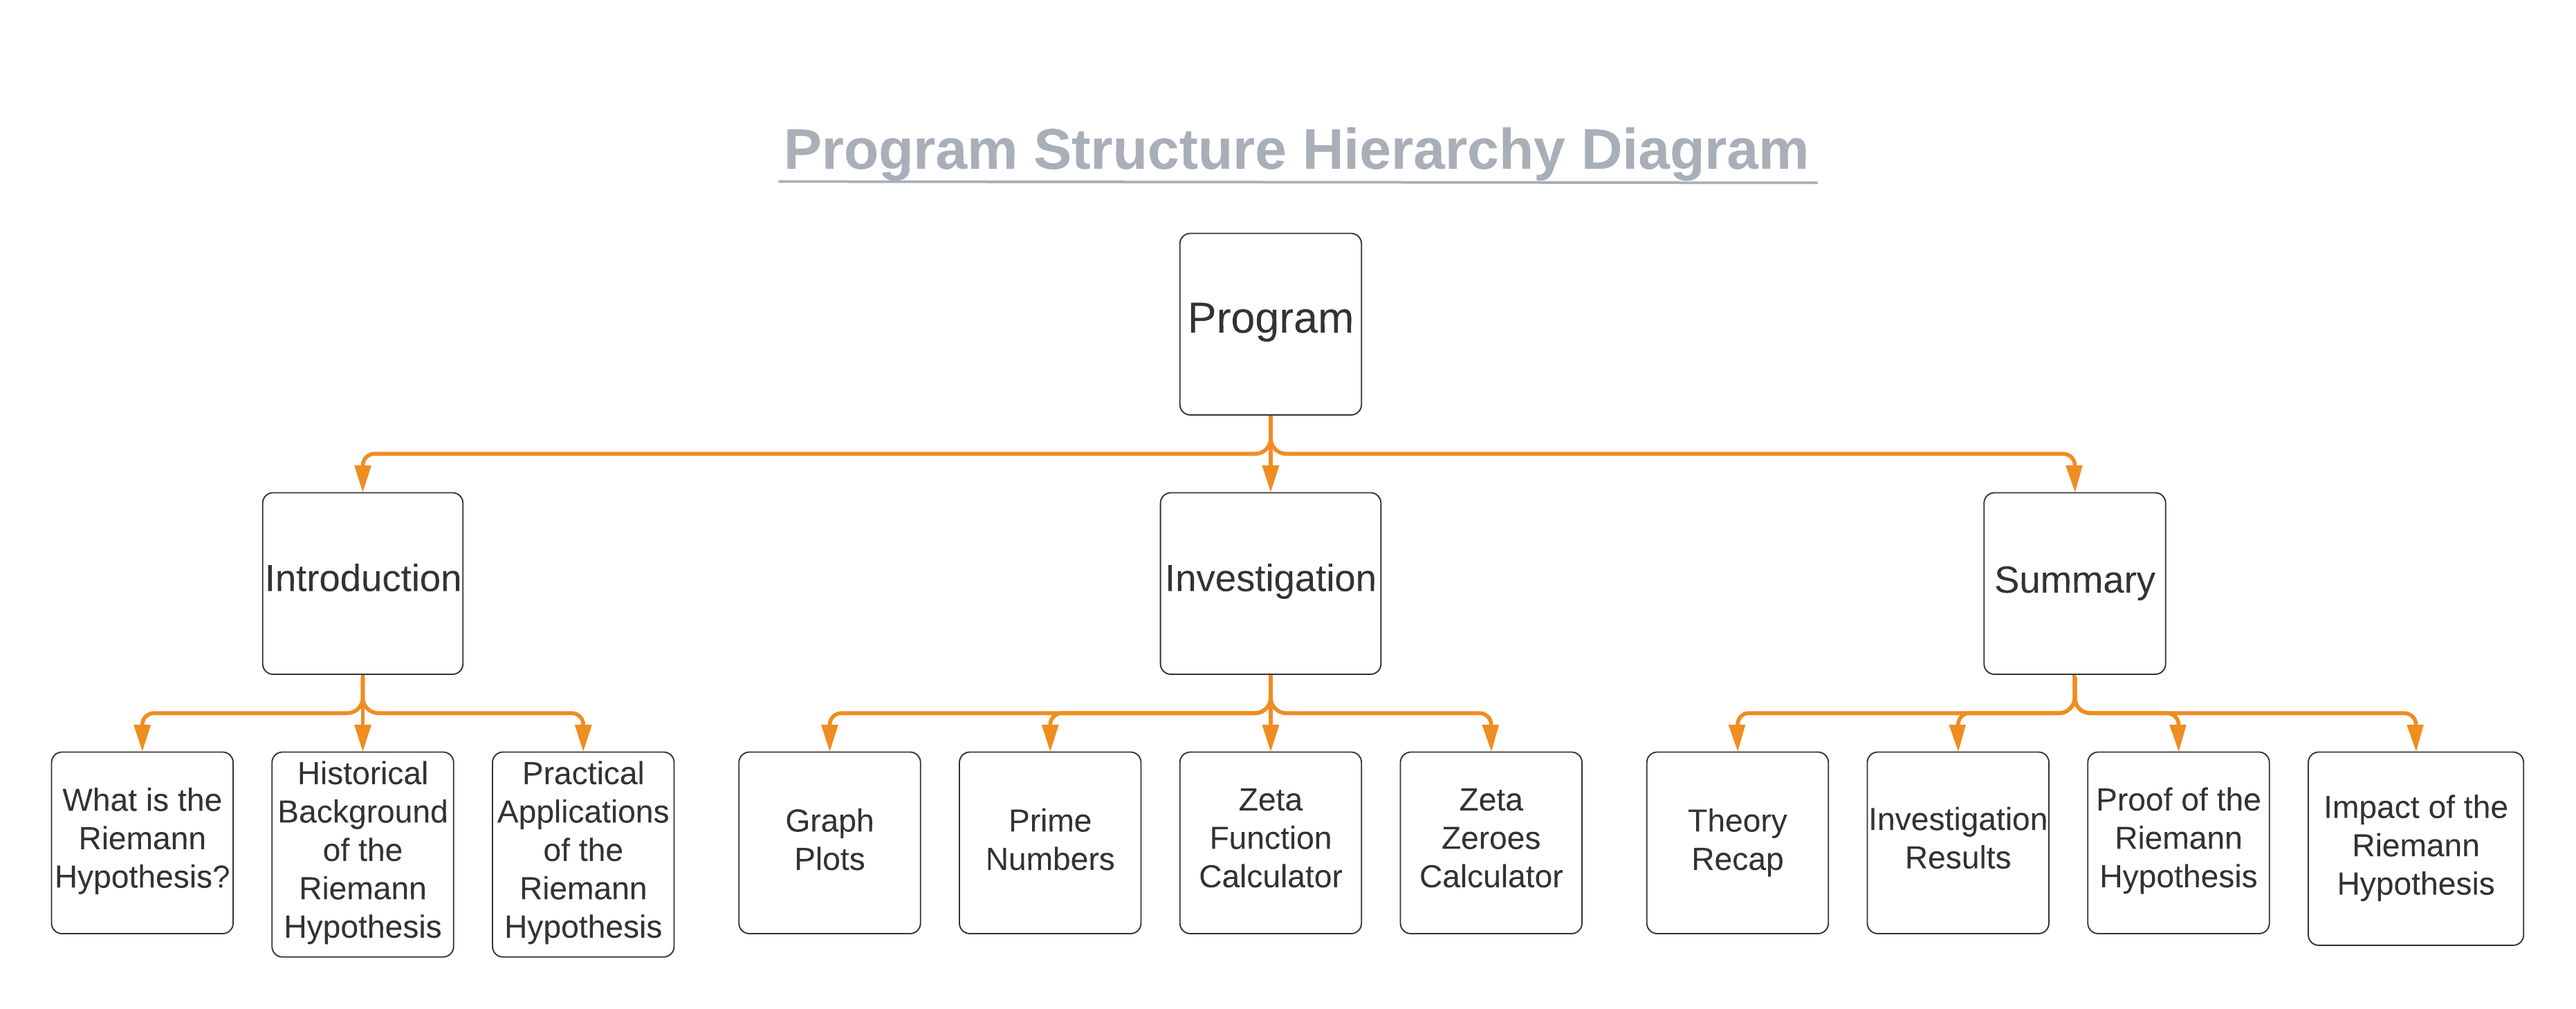 Program Structure Hierarchy Diagram
Program
Introduction
Investigation
Summary
What is the
Riemann
Hypothesis?
Historical
Background
of the
Riemann
Hypothesis
Practical
Applications
of the
Riemann
Hypothesis
Graph
Plots
Prime
Numbers
Zeta
Function
Calculator
Zeta
Zeroes
Calculator
Theory
Recap
Investigation
Results
Proof of the
Riemann
Hypothesis
Impact of the
Riemann
Hypothesis